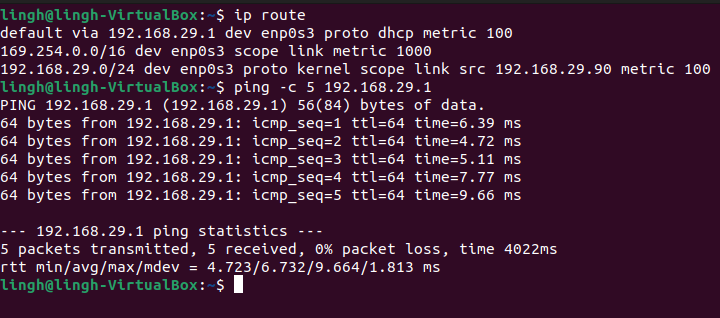 lingh@lingh-VirtualBox:~$ ip route
default via 192.168.29.1 dev enp0s3 proto dhcp metric 100
169.254.0.0/16 dev enp0s3 scope link metric 1000
192.168.29.0/24 dev enp0s3 proto kernel scope link src 192.168.29.90 metric 100
lingh@lingh-VirtualBox:~$ ping -c 5 192.168.29.1
PING 192.168.29.1 (192.168.29.1) 56(84) bytes of data.
64 bytes from 192.168.29.1: icmp_seq=1 ttl=64 time=6.39 ms
64 bytes from 192.168.29.1: icmp_seq=2 ttl=64 time=4.72 ms
64 bytes from 192.168.29.1: icmp_seq=3 ttl=64 time=5.11 ms
64 bytes from 192.168.29.1: icmp_seq=4 ttl=64 time=7.77 ms
64 bytes from 192.168.29.1: icmp_seq=5 ttl=64 time=9.66 ms

--- 192.168.29.1 ping statistics ---
5 packets transmitted, 5 received, 0% packet loss, time 4022ms
rtt min/avg/max/mdev = 4.723/6.732/9.664/1.813 ms
lingh@lingh-VirtualBox:~$